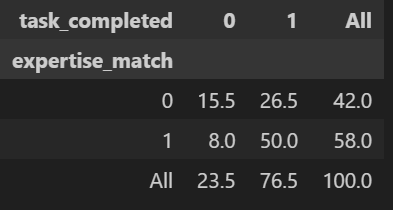 task_completed 0 1 All
expertise_match
0 15.5 26.5 42.0
1 8.0 50.0 58.0
All 23.5 76.5 100.0